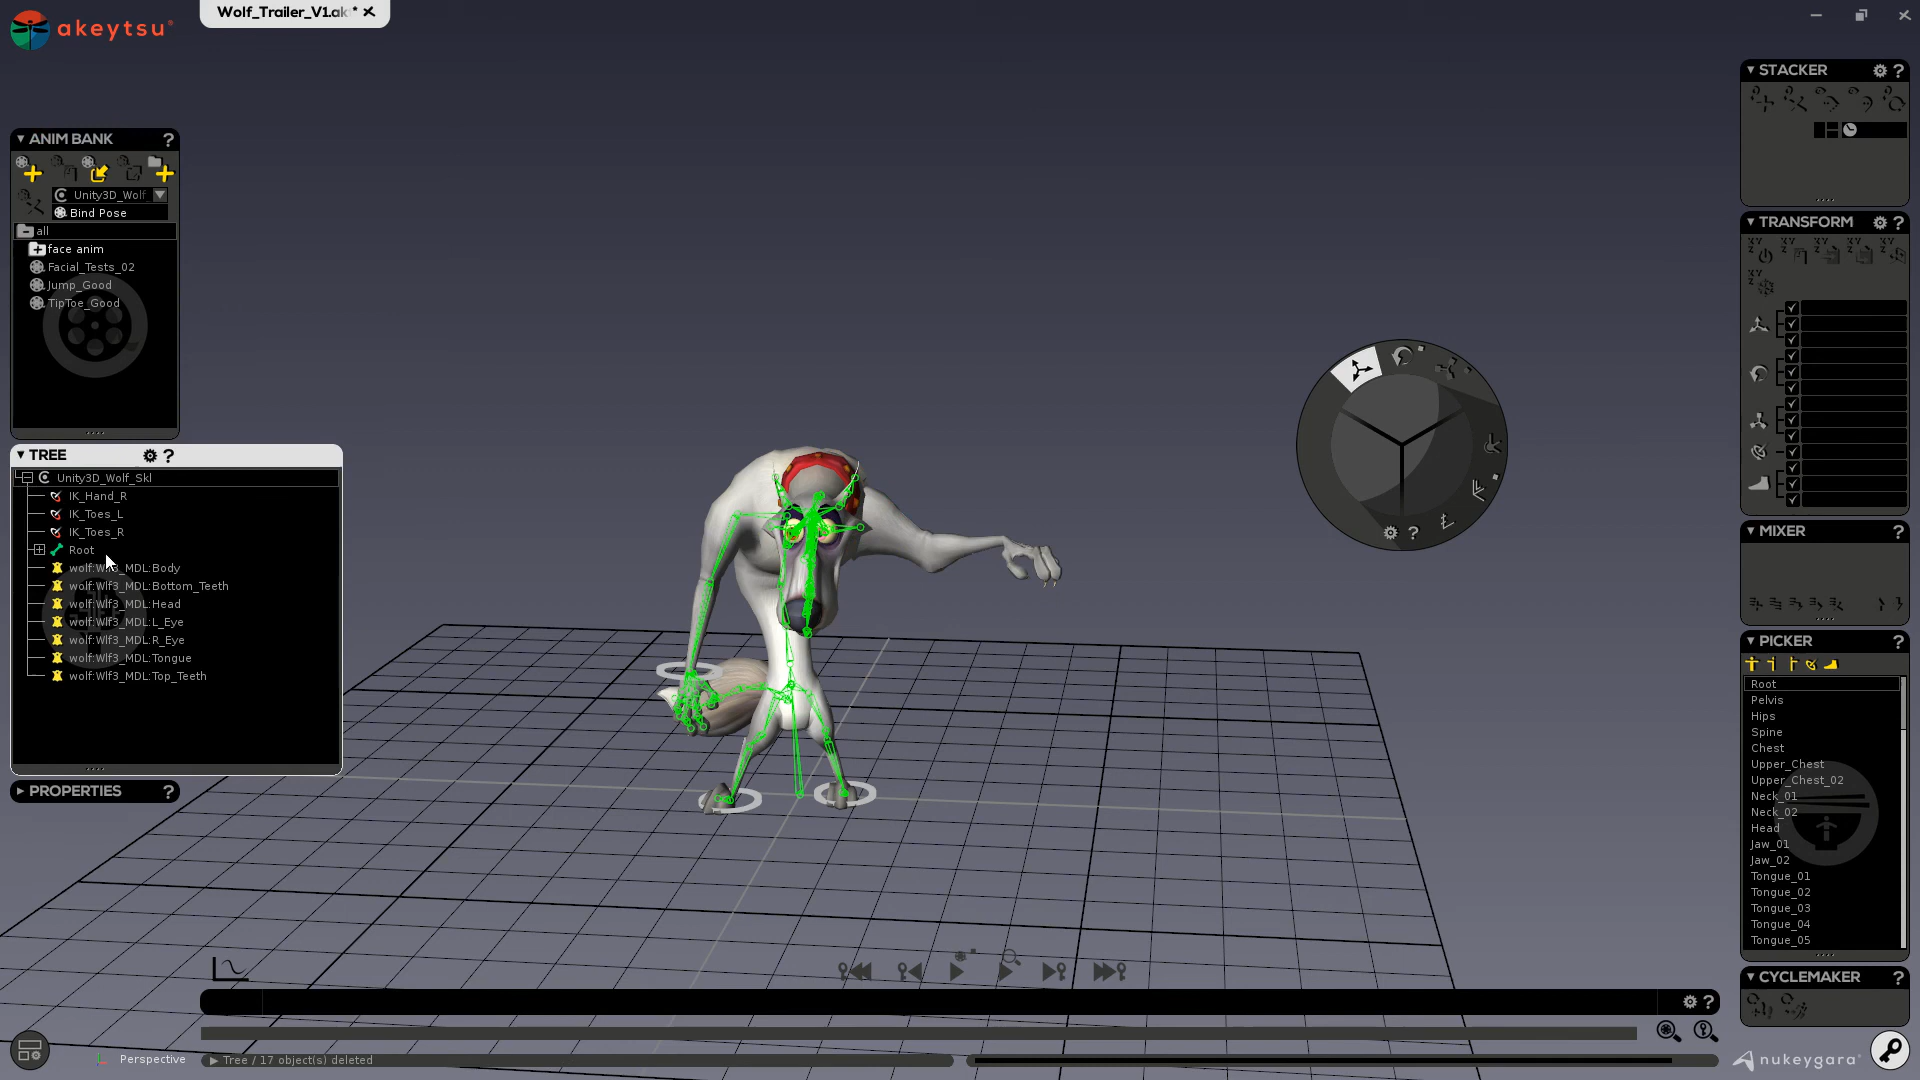 Wolf_Trailer_V1.ak*
akeytsu
ANIM BANK ?
Unity3D_Wolf
Bind Pose
all
face anim
Facial_Tests_02
Jump_Good
TipToe_Good
TREE ?
Unity3D_Wolf_Skl
IK_Hand_R
IK_Toes_L
IK_Toes_R
Root
wolf:Wlf3_MDL:Body
wolf:Wlf3_MDL:Bottom_Teeth
wolf:Wlf3_MDL:Head
wolf:Wlf3_MDL:L_Eye
wolf:Wlf3_MDL:R_Eye
wolf:Wlf3_MDL:Tongue
wolf:Wlf3_MDL:Top_Teeth
PROPERTIES ?
?
STACKER ?
TRANSFORM ?
MIXER ?
PICKER ?
Root
Pelvis
Hips
Spine
Chest
Upper_Chest
Upper_Chest_02
Neck_01
Neck_02
Head
Jaw_01
Jaw_02
Tongue_01
Tongue_02
Tongue_03
Tongue_04
Tongue_05
CYCLEMAKER ?
?
Perspective
Tree / 17 object(s) deleted
nukeygara